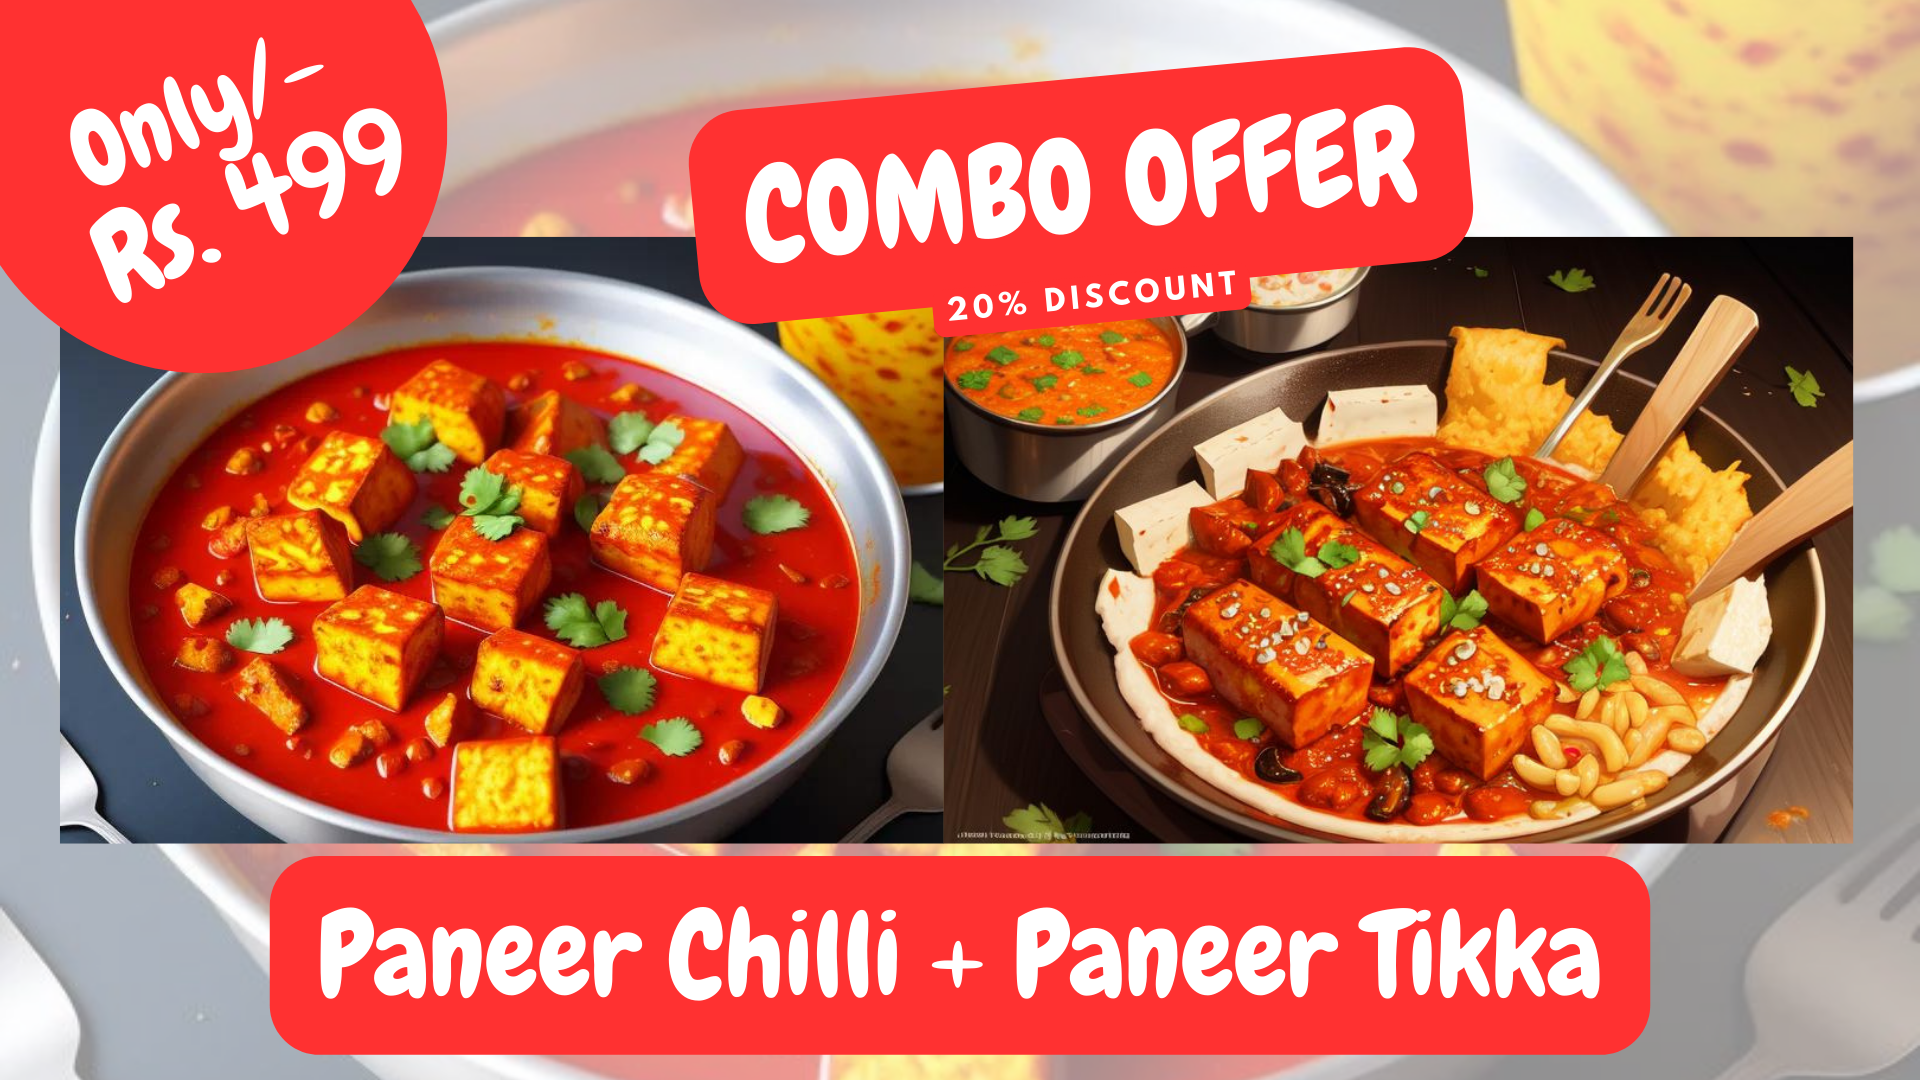 Only/-
Rs. 499
COMBO OFFER
20% DISCOUNT
Paneer Chilli + Paneer Tikka